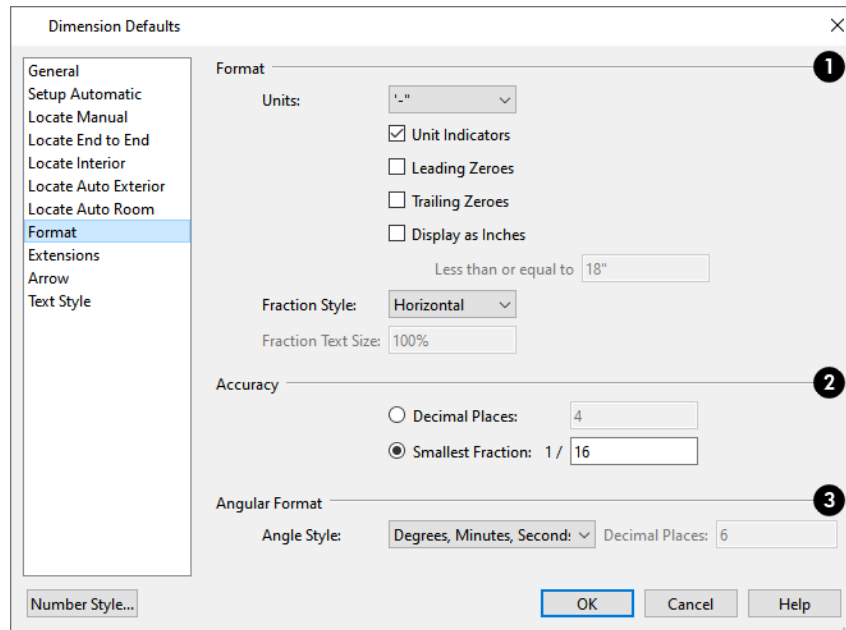 Dimension Defaults
General
Setup Automatic
Locate Manual
Locate End to End
Locate Interior
Locate Auto Exterior
Locate Auto Room
Format
Extensions
Arrow
Text Style
Format 1
Units: '-"
Unit Indicators
Leading Zeroes
Trailing Zeroes
Display as Inches
Less than or equal to 18"
Fraction Style: Horizontal
Fraction Text Size: 100%
Accuracy 2
Decimal Places: 4
Smallest Fraction: 1 / 16
Angular Format 3
Angle Style: Degrees, Minutes, Second: Decimal Places: 6
Number Style... OK Cancel Help